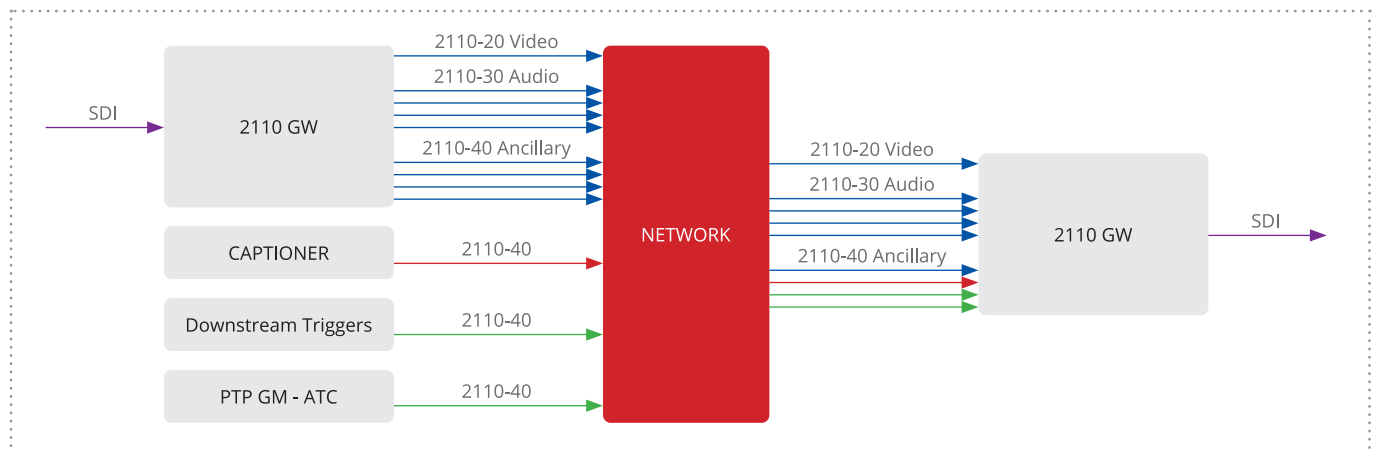 SDI
2110 GW
2110-20 Video
2110-30 Audio
2110-40 Ancillary
CAPTIONER
2110-40
Downstream Triggers
2110-40
PTP GM - ATC
2110-40
NETWORK
2110-20 Video
2110-30 Audio
2110-40 Ancillary
2110 GW
SDI